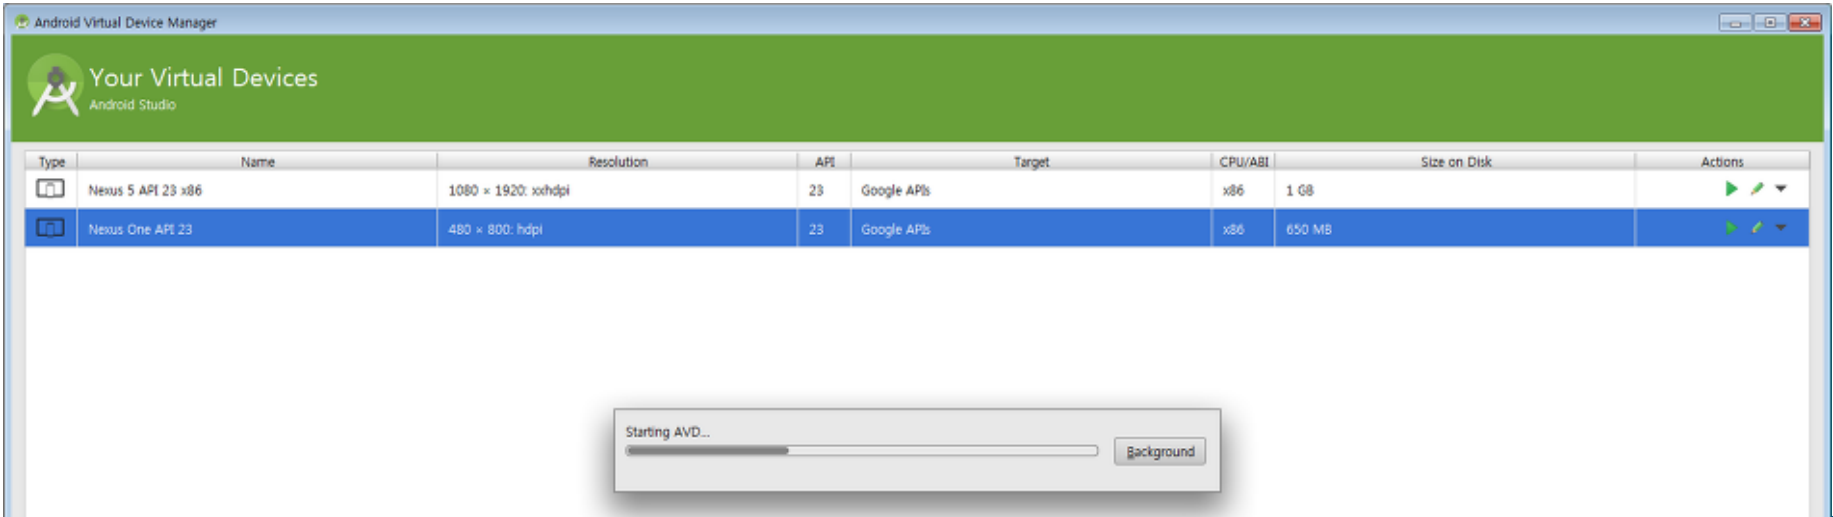 Android Virtual Device Manager
Your Virtual Devices
Android Studio
Type Name Resolution API Target CPU/ABI Size on Disk Actions
Nexus 5 API 23 x86 1080 × 1920: xxhdpi 23 Google APIs x86 1 GB
Nexus One API 23 480 × 800: hdpi 23 Google APIs x86 650 MB
Starting AVD...
Background